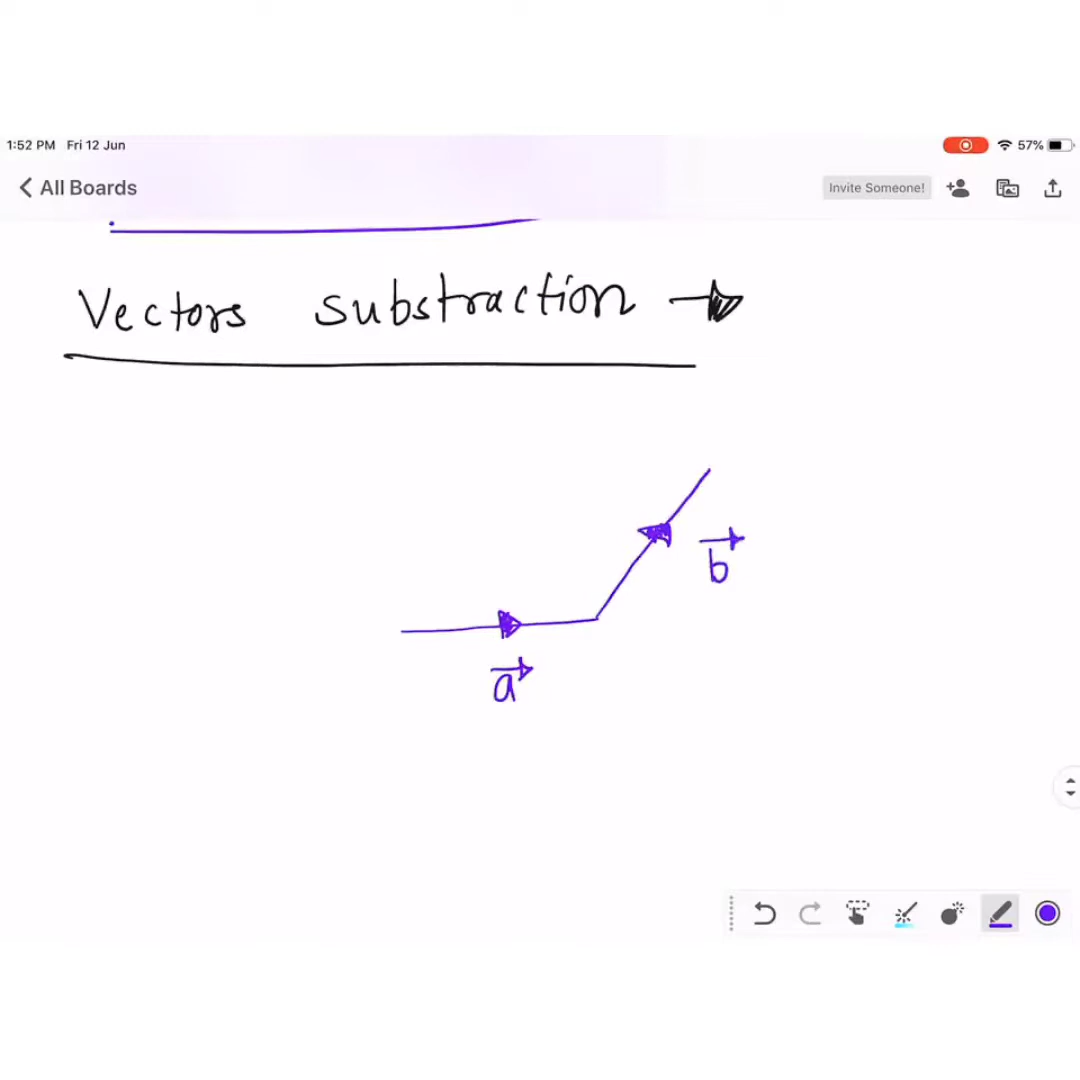 1:52 PM Fri 12 Jun
57%
All Boards
Invite Someone!
Vectors substraction →
b
a